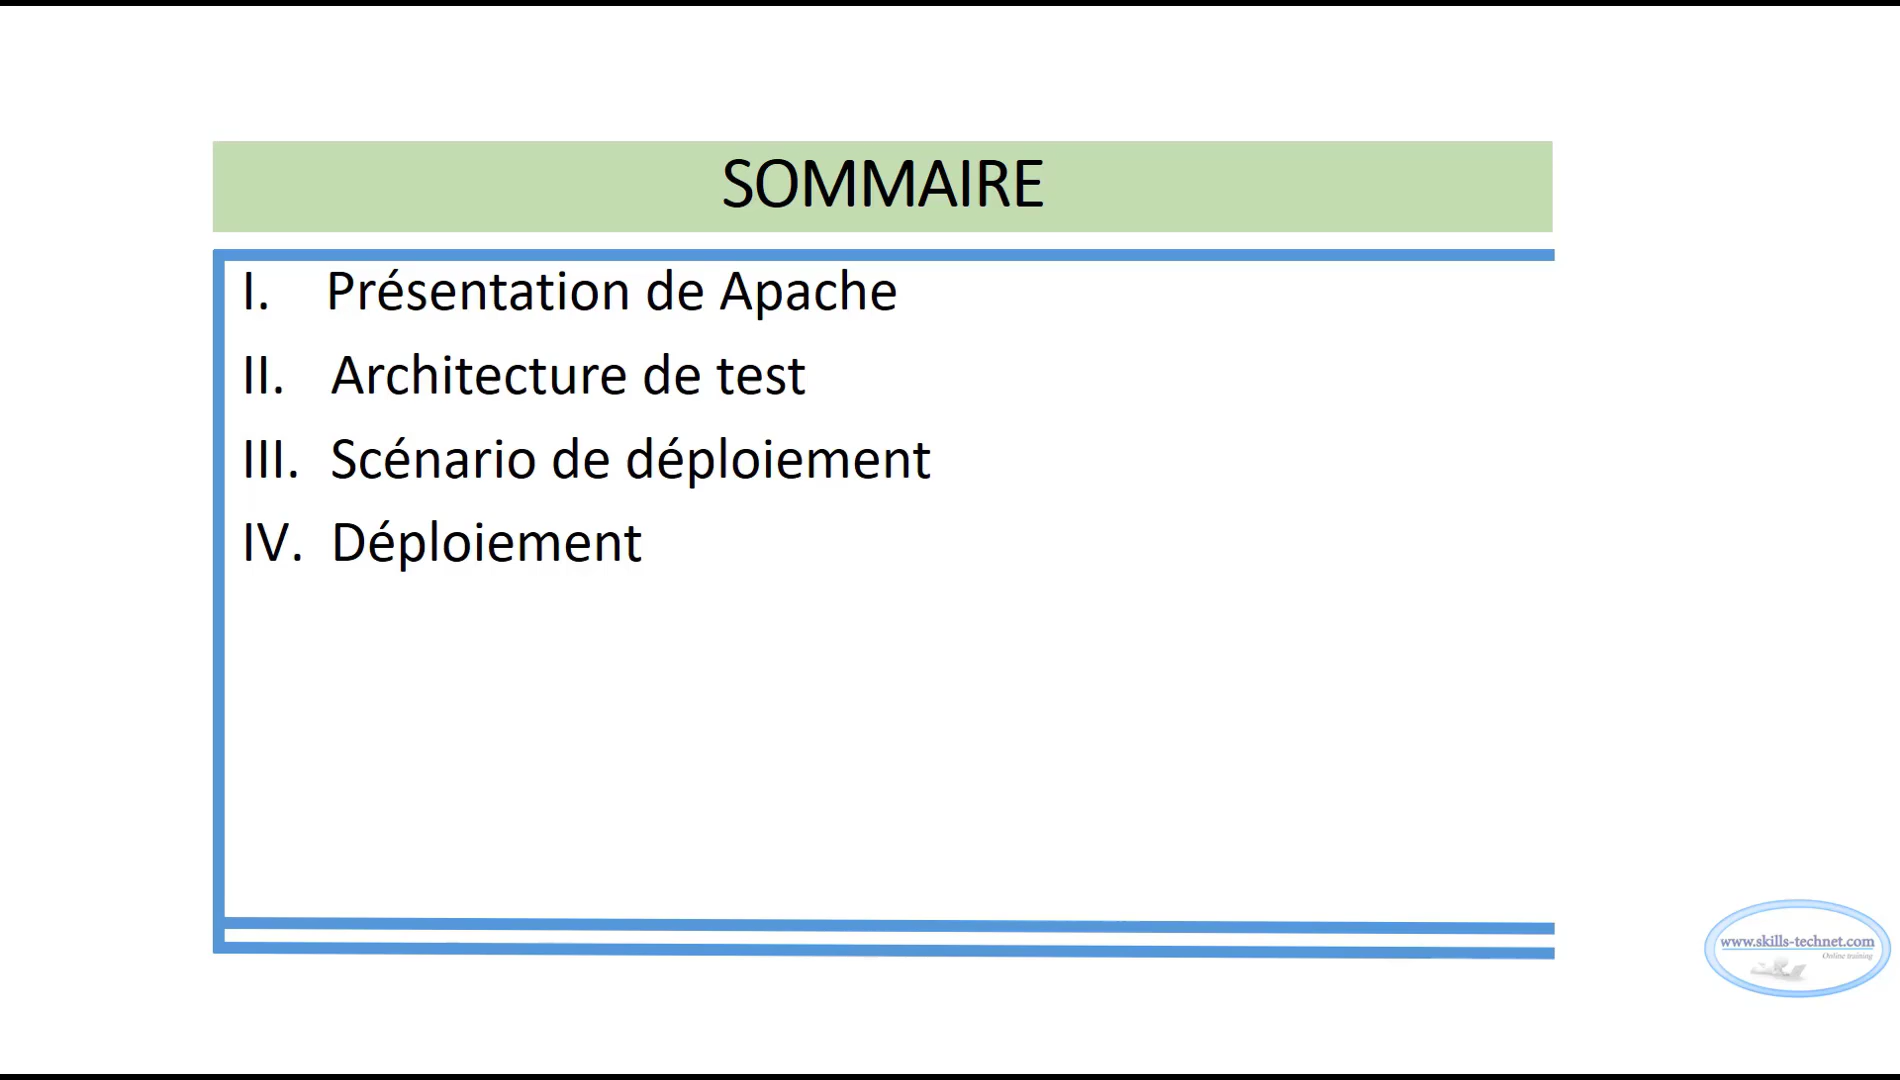 SOMMAIRE
I. Présentation de Apache
II. Architecture de test
III. Scénario de déploiement
IV. Déploiement
www.skills-technet.com
Online training